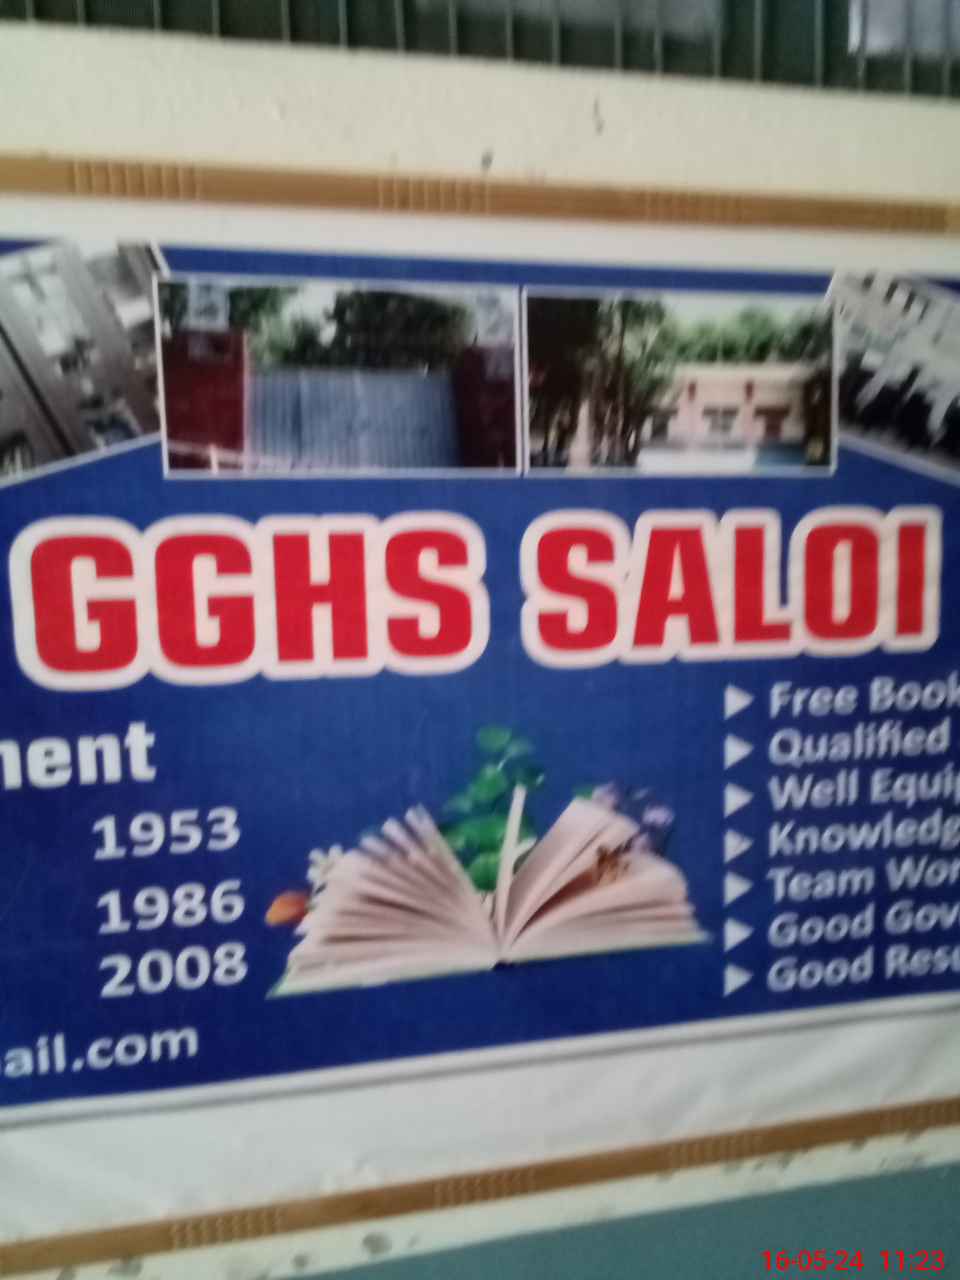 GGHS SALOI
ment
1953
1986
2008
ail.com
Free Book
Qualified
Well Equip
Knowledg
Team Wor
Good Gov
Good Resu
16-05-24 11:23